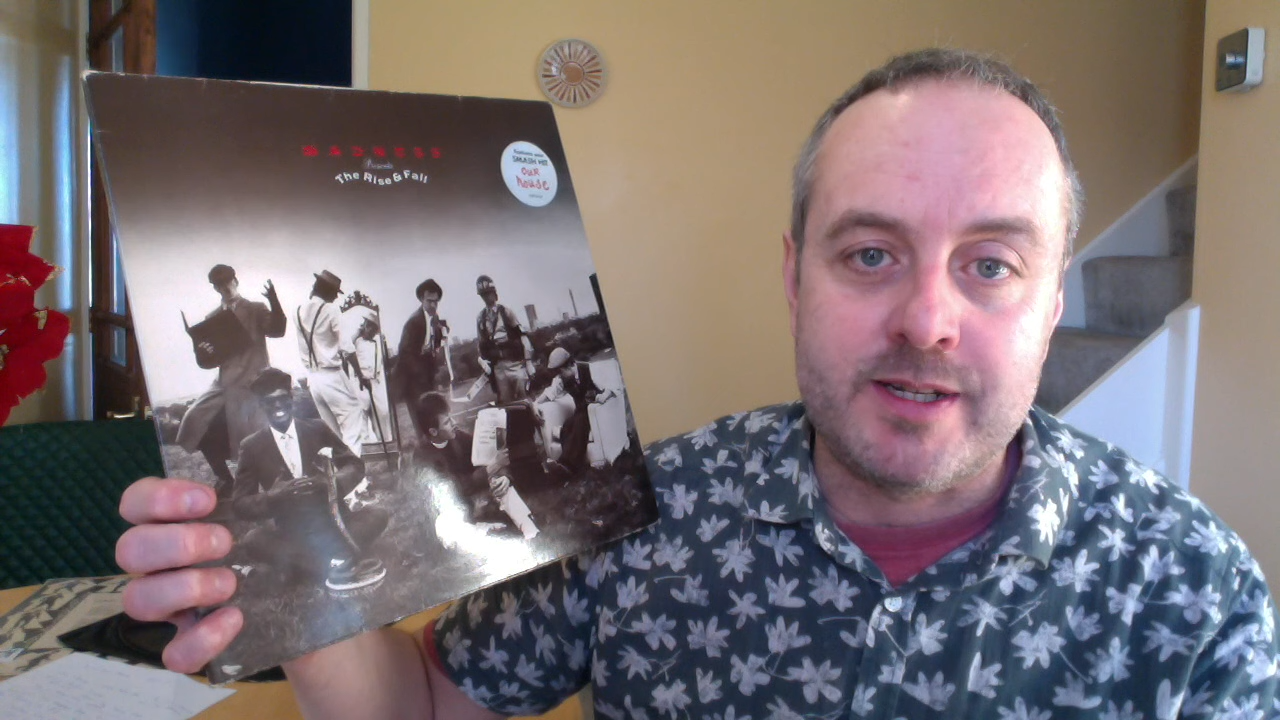 MADNESS
Presents
The Rise & Fall
SMASH HIT
OUR
HOUSE